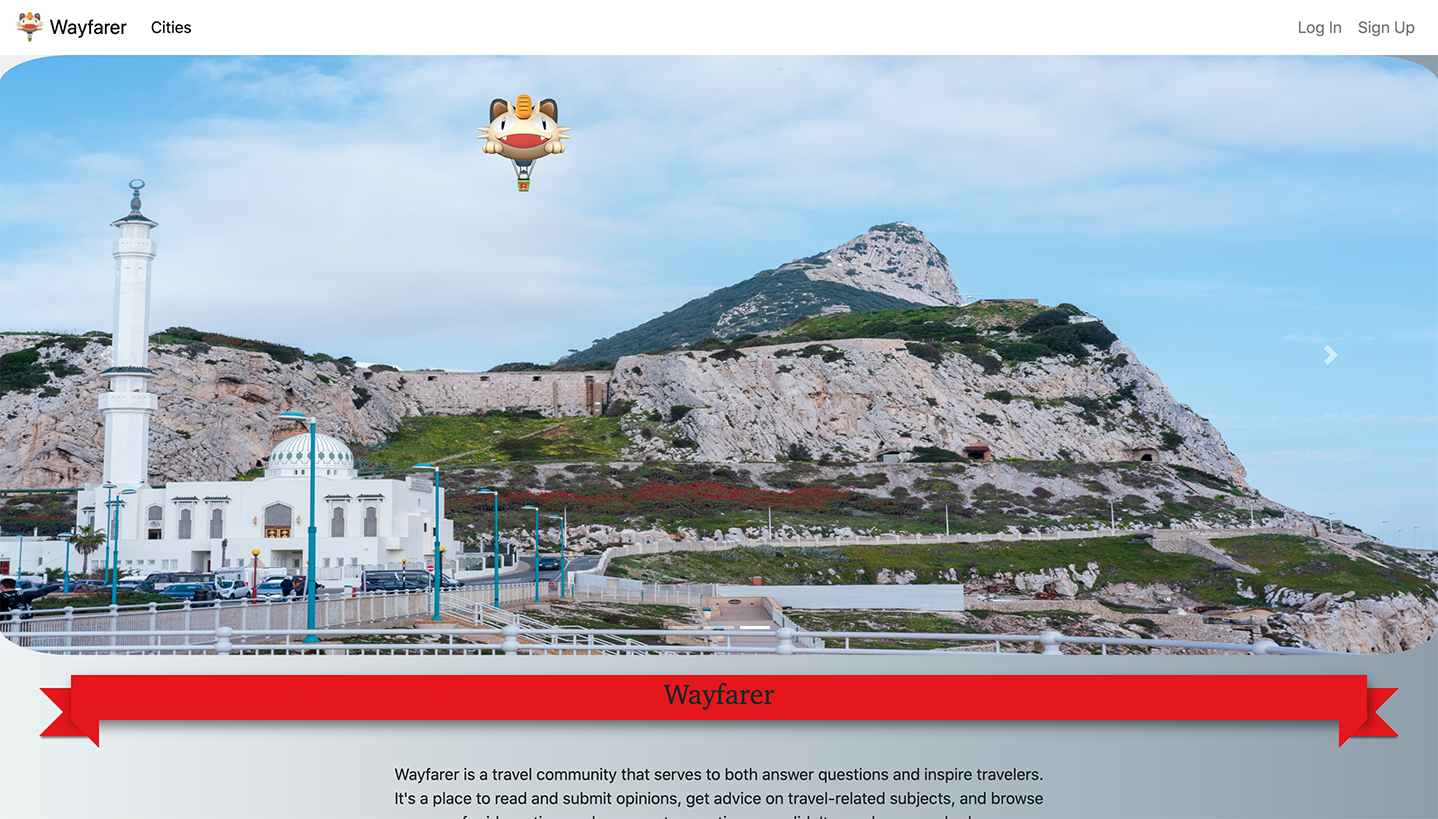 Wayfarer Cities Log In Sign Up
Wayfarer
Wayfarer is a travel community that serves to both answer questions and inspire travelers.
It's a place to read and submit opinions, get advice on travel-related subjects, and browse